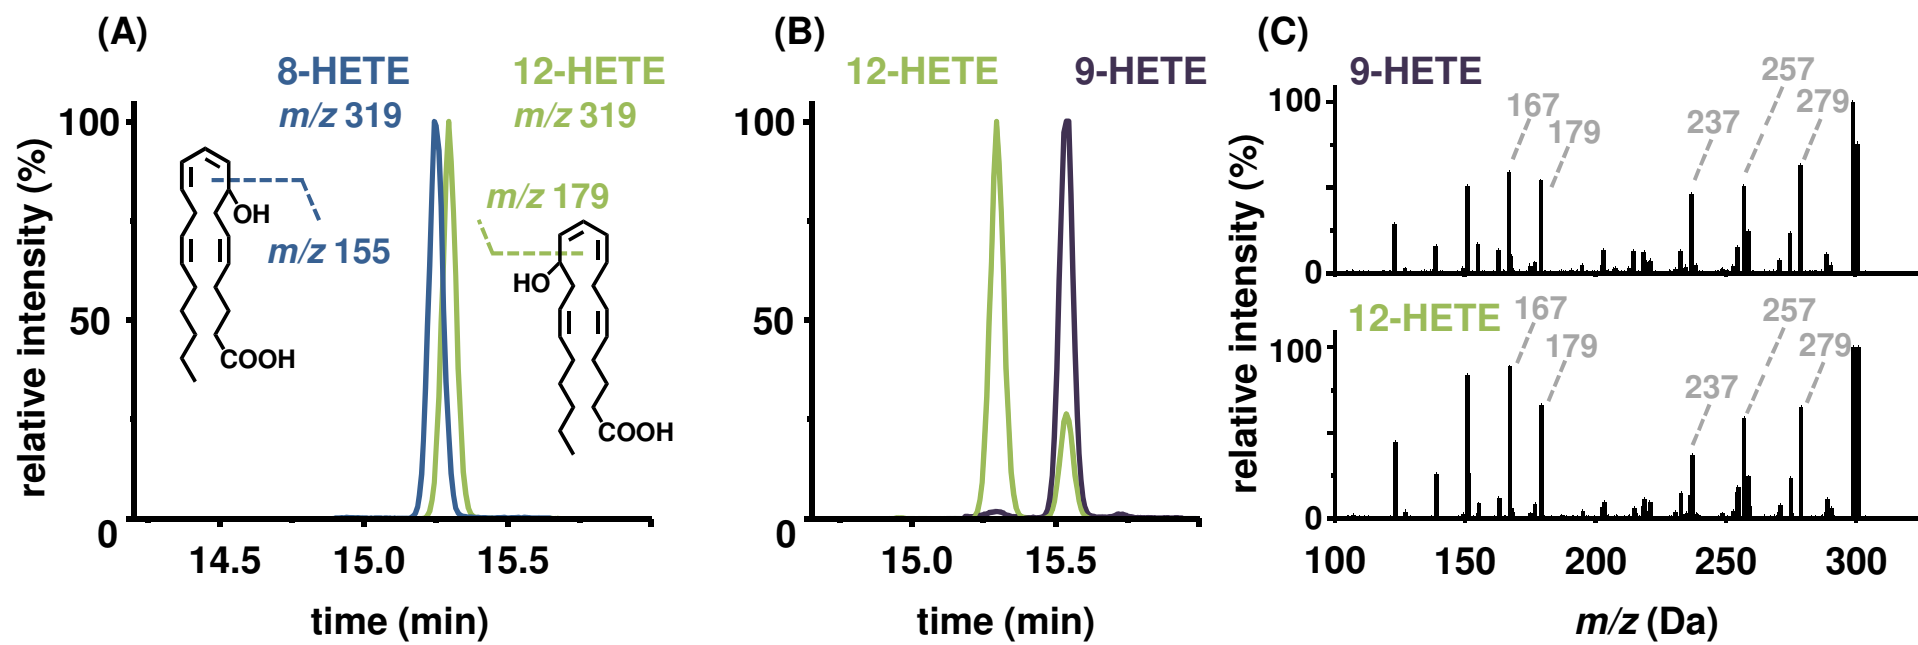 (A)
8-HETE
m/z 319
12-HETE
m/z 319
m/z 155
m/z 179
OH
COOH
HO
COOH
relative intensity (%)
100
50
0
14.5
15.0
15.5
time (min)
(B)
12-HETE
9-HETE
100
50
0
15.0
15.5
time (min)
(C)
9-HETE
167
179
237
257
279
relative intensity (%)
100
0
12-HETE
167
179
237
257
279
relative intensity (%)
100
0
100
150
200
250
300
m/z (Da)